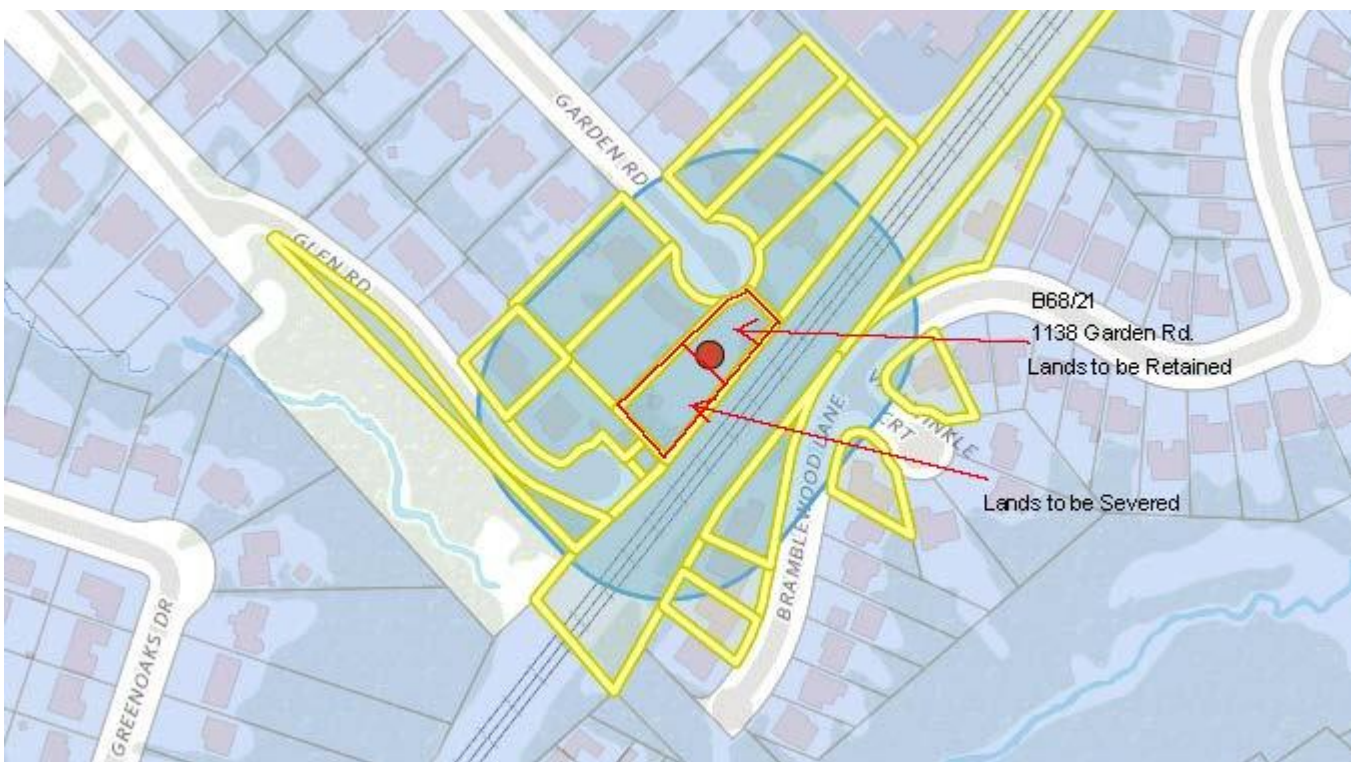 GARDEN RD
GLEN RD
B68/21
1138 Garden Rd.
Lands to be Retained
CRT
BRAMBLEWOOD LANE
Lands to be Severed
GREENOAKS DR